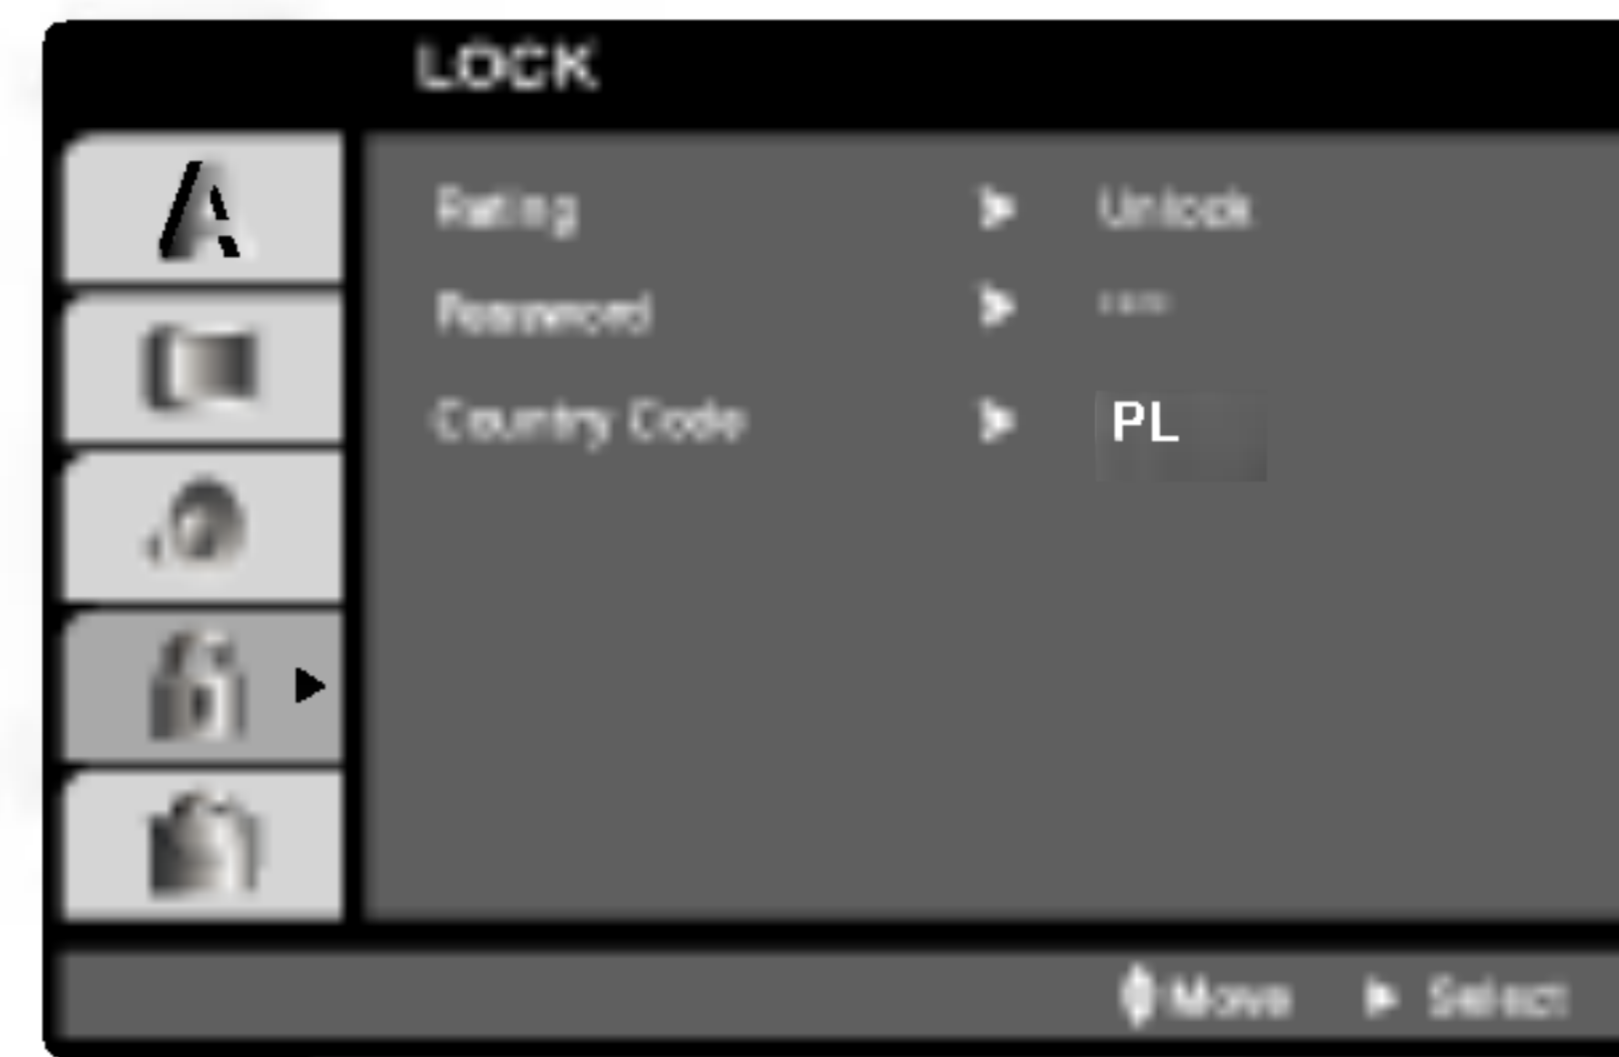 LOCK
A
Rating Unlock
Password ****
Country Code PL
Move Select